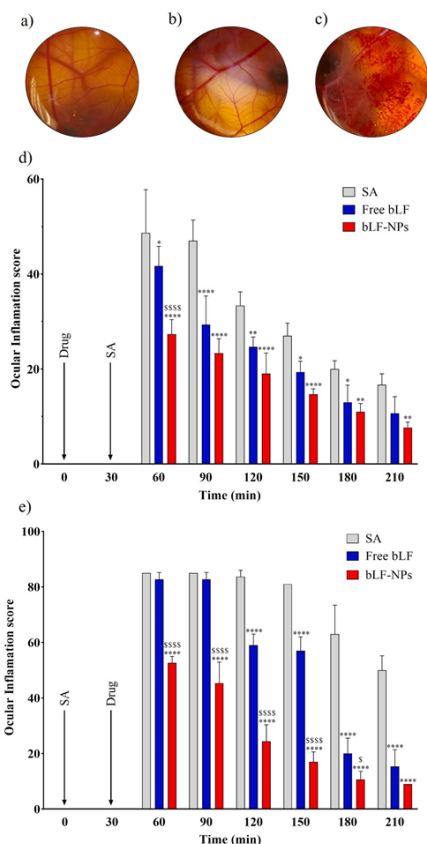 a)
b)
c)
d)
60
40
20
0
Ocular Inflamation score
SA
Free bLF
bLF-NPs
Drug
SA
*
$$$$
****
****
****
**
****
*
****
*
**
**
0
30
60
90
120
150
180
210
Time (min)
e)
100
80
60
40
20
0
Ocular Inflamation score
SA
Free bLF
bLF-NPs
SA
Drug
$$$$
****
$$$$
****
****
$$$$
****
****
$$$$
****
****
$
****
****
****
0
30
60
90
120
150
180
210
Time (min)